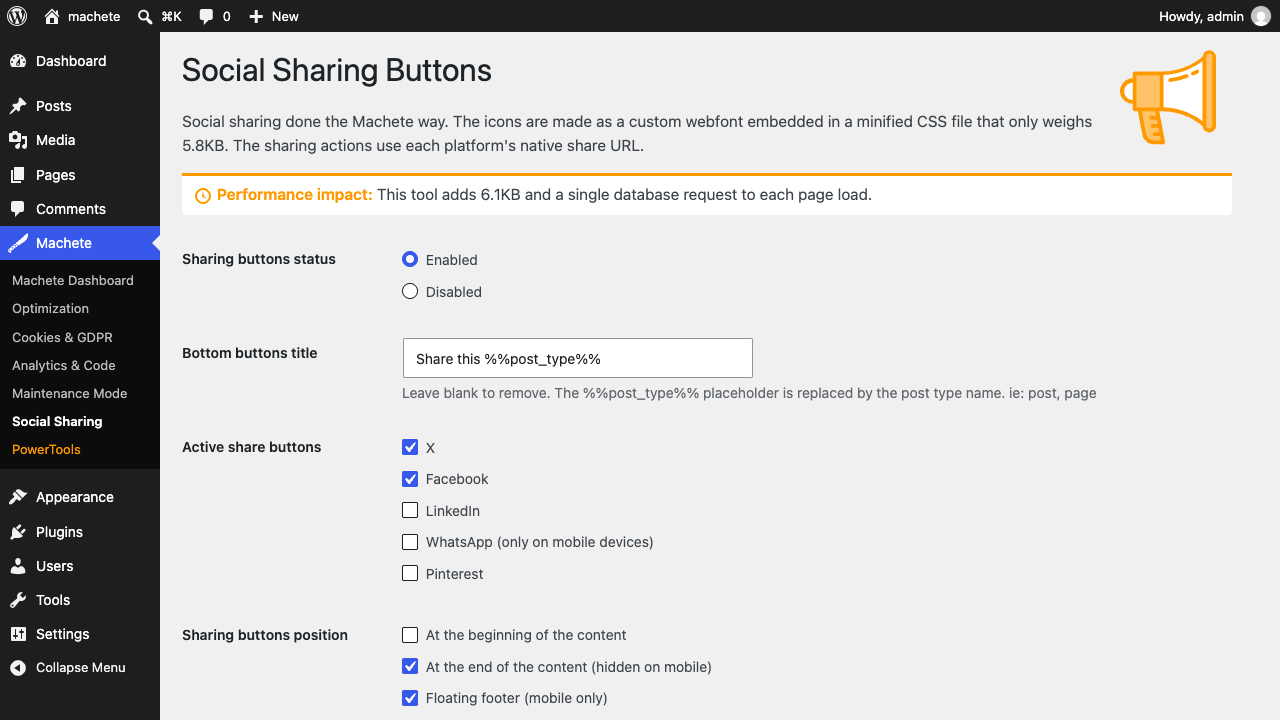 machete
⌘K
0
New
Howdy, admin
Dashboard
Posts
Media
Pages
Comments
Machete
Machete Dashboard
Optimization
Cookies & GDPR
Analytics & Code
Maintenance Mode
Social Sharing
PowerTools
Appearance
Plugins
Users
Tools
Settings
Collapse Menu
Social Sharing Buttons
Social sharing done the Machete way. The icons are made as a custom webfont embedded in a minified CSS file that only weighs
5.8KB. The sharing actions use each platform's native share URL.
Performance impact: This tool adds 6.1KB and a single database request to each page load.
Sharing buttons status
Enabled
Disabled
Bottom buttons title
Share this %%post_type%%
Leave blank to remove. The %%post_type%% placeholder is replaced by the post type name. ie: post, page
Active share buttons
X
Facebook
LinkedIn
WhatsApp (only on mobile devices)
Pinterest
Sharing buttons position
At the beginning of the content
At the end of the content (hidden on mobile)
Floating footer (mobile only)